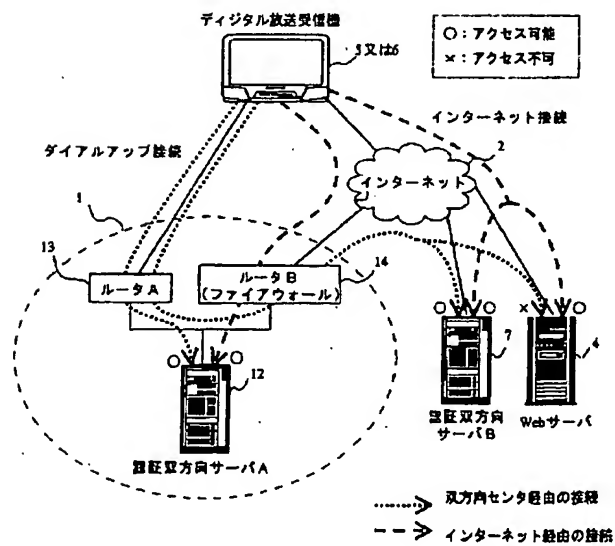 ディジタル放送受信機
5又は6
○：アクセス可能
×：アクセス不可
ダイアルアップ接続
インターネット接続
2
インターネット
1
13
ルータA
ルータB
(ファイアウォール)
14
○
○
12
認証双方向サーバA
○
○
7
×
○
4
認証双方向
サーバB
Webサーバ
双方向センタ経由の接続
インターネット経由の接続